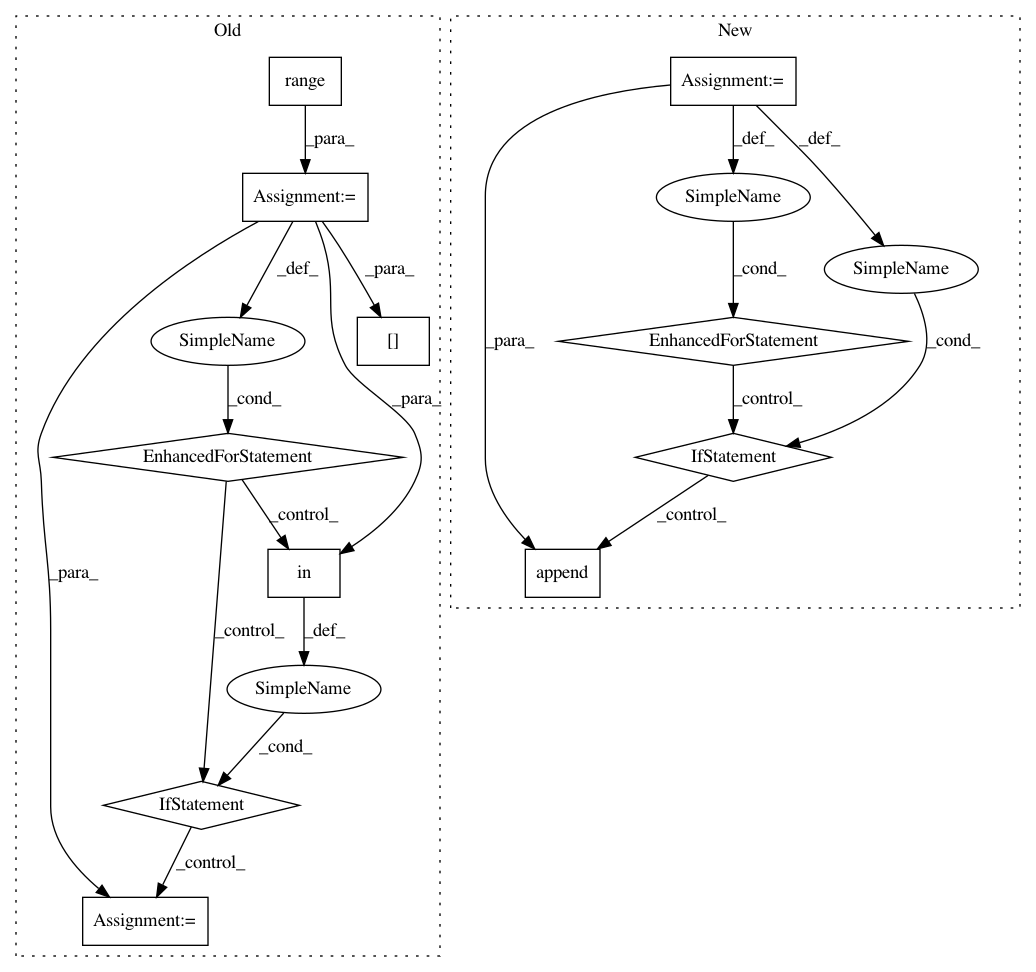 Old
New
range
Assignment:=
_para_
_def_
_def_
Assignment:=
SimpleName
SimpleName
_def_
_para_
_cond_
SimpleName
[]
_para_
EnhancedForStatement
_cond_
_cond_
_para_
_control_
EnhancedForStatement
IfStatement
_control_
_control_
_para_
in
append
_control_
_def_
SimpleName
_cond_
IfStatement
_control_
Assignment:=